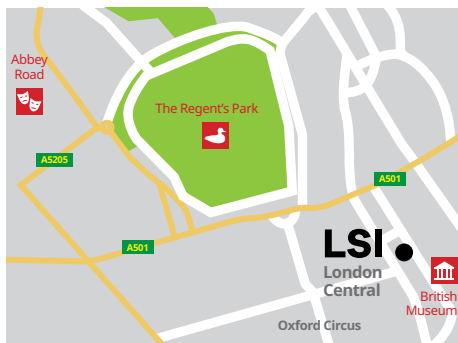 Abbey
Road
The Regent's Park
A5205
A501
A501
LSI
London
Central
British
Museum
Oxford Circus